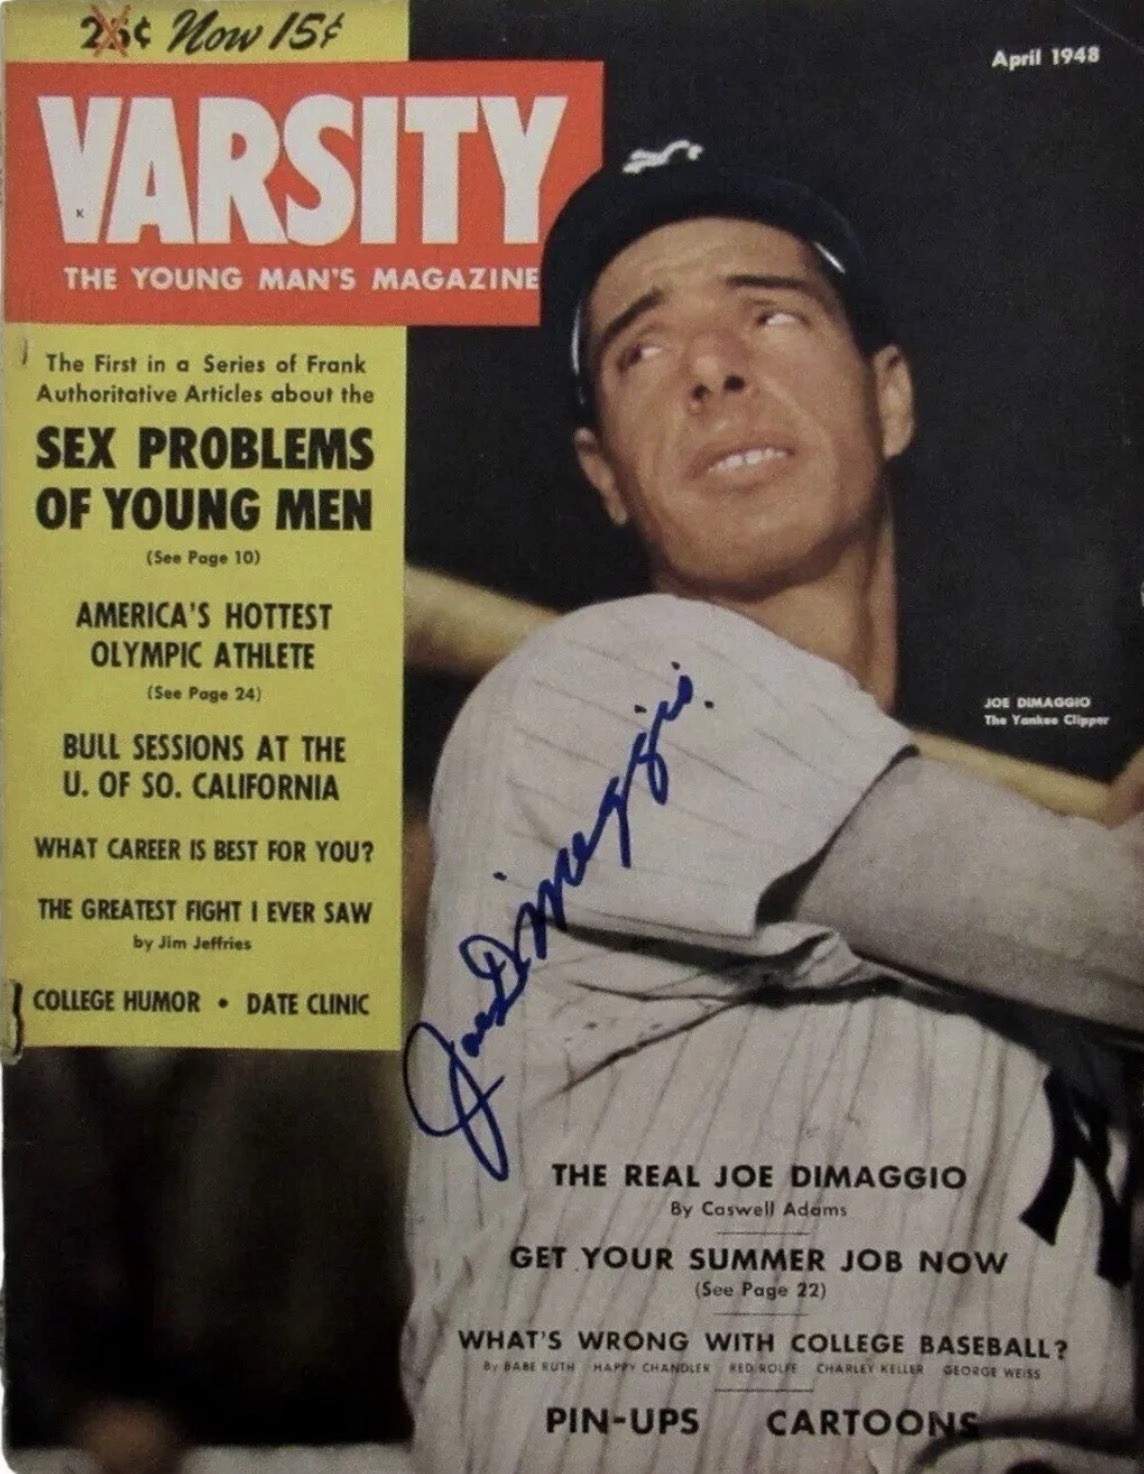 25¢ Now 15¢
April 1948
VARSITY
K
THE YOUNG MAN'S MAGAZINE
The First in a Series of Frank
Authoritative Articles about the
SEX PROBLEMS
OF YOUNG MEN
(See Page 10)
AMERICA'S HOTTEST
OLYMPIC ATHLETE
(See Page 24)
BULL SESSIONS AT THE
U. OF SO. CALIFORNIA
WHAT CAREER IS BEST FOR YOU?
THE GREATEST FIGHT I EVER SAW
by Jim Jeffries
COLLEGE HUMOR • DATE CLINIC
JOE DIMAGGIO
The Yankee Clipper
Joe DiMaggio
NY
THE REAL JOE DIMAGGIO
By Caswell Adams
GET YOUR SUMMER JOB NOW
(See Page 22)
WHAT'S WRONG WITH COLLEGE BASEBALL?
By BABE RUTH HAPPY CHANDLER RED ROLFE CHARLEY KELLER GEORGE WEISS
PIN-UPS CARTOONS